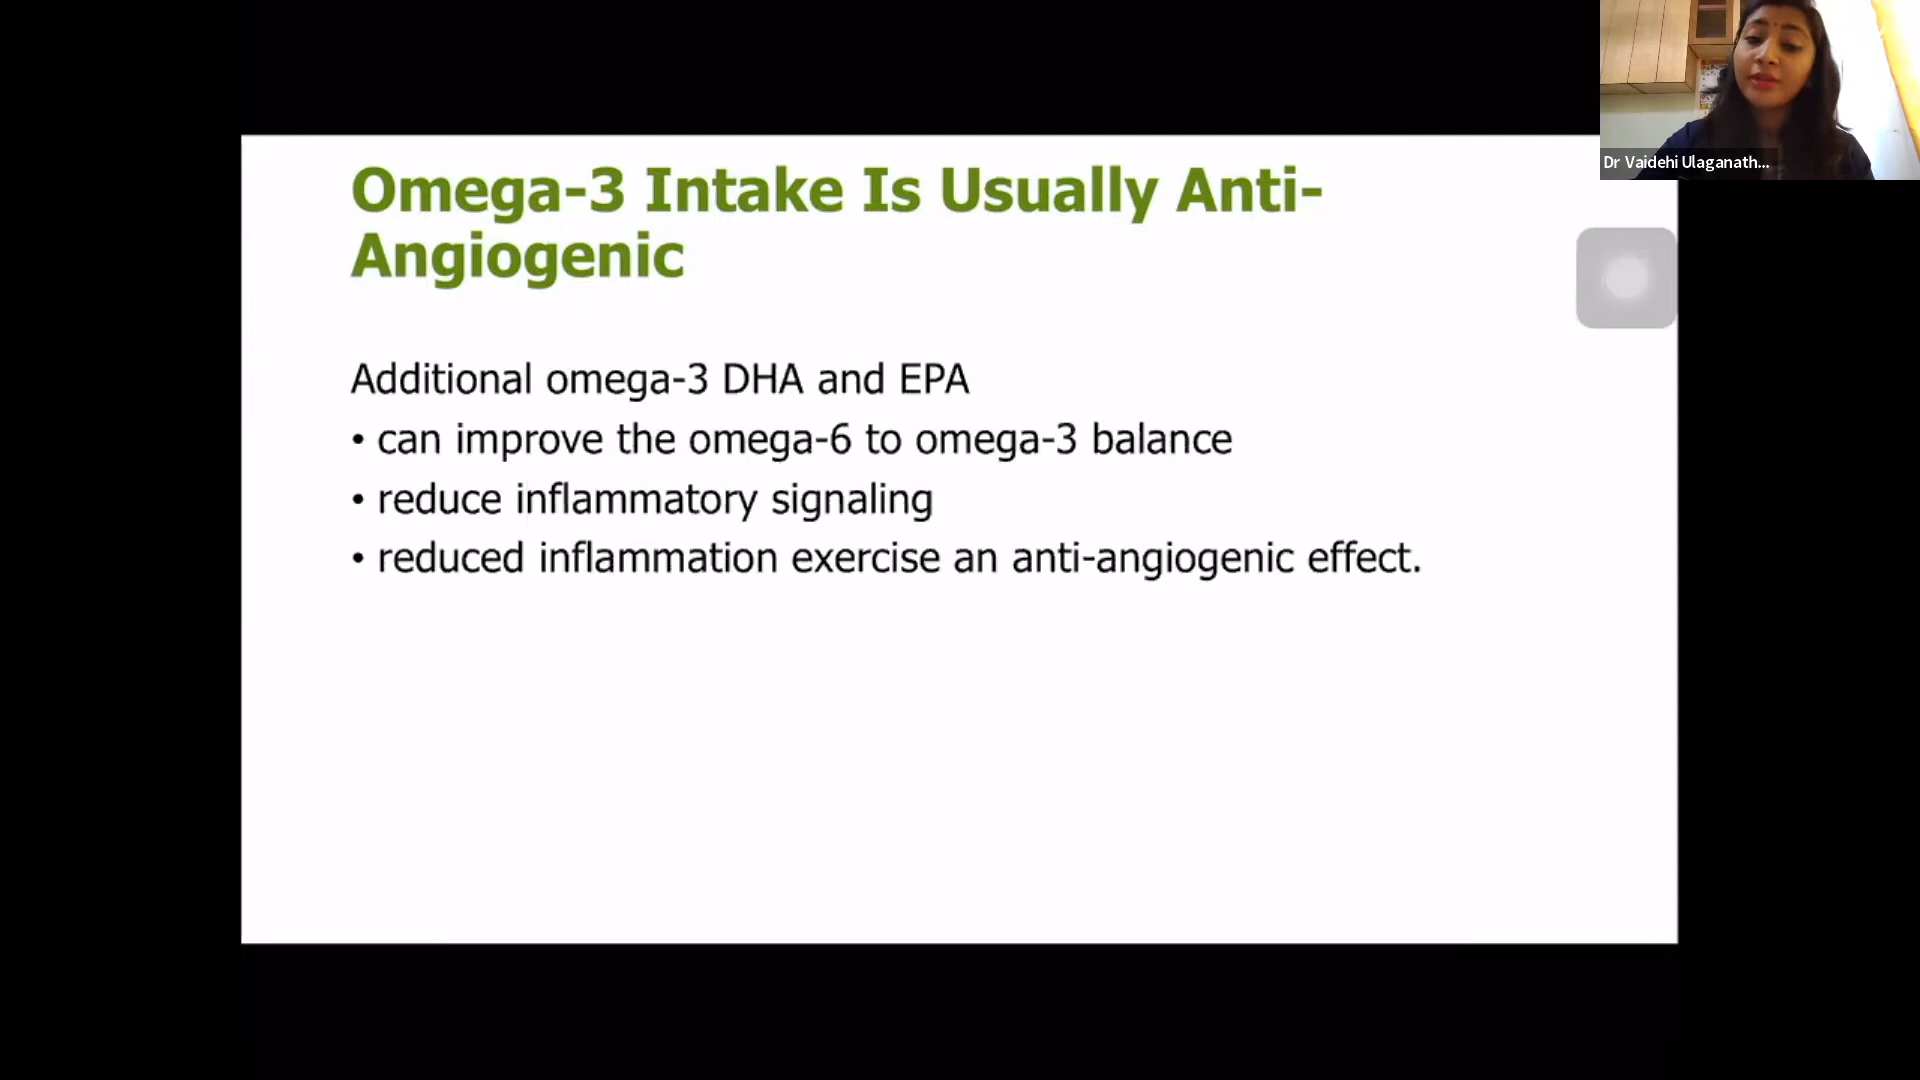 Omega-3 Intake Is Usually Anti-
Angiogenic
Dr Vaidehi Ulaganath...
Additional omega-3 DHA and EPA
• can improve the omega-6 to omega-3 balance
• reduce inflammatory signaling
• reduced inflammation exercise an anti-angiogenic effect.